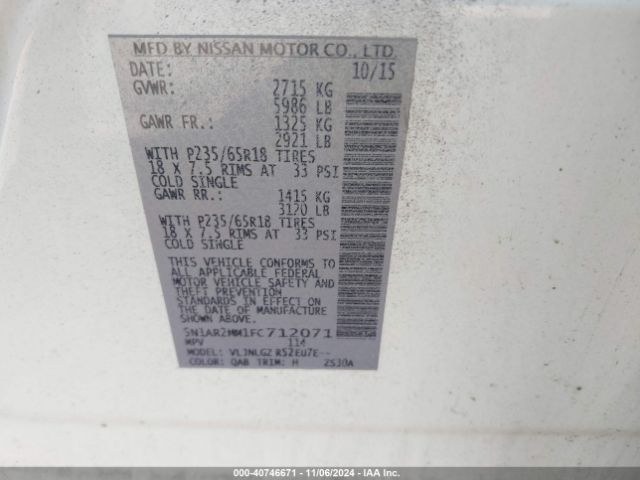 MFD BY NISSAN MOTOR CO., LTD.
DATE: 10/15
GVWR: 2715 KG
5986 LB
GAWR FR.: 1325 KG
2921 LB
WITH P235/65R18 TIRES
18 X 7.5 RIMS AT 33 PSI
COLD SINGLE
GAWR RR.: 1415 KG
3120 LB
WITH P235/65R18 TIRES
18 X 7.5 RIMS AT 33 PSI
COLD SINGLE
THIS VEHICLE CONFORMS TO
ALL APPLICABLE FEDERAL
MOTOR VEHICLE SAFETY AND
THEFT PREVENTION
STANDARDS IN EFFECT ON
THE DATE OF MANUFACTURE
SHOWN ABOVE.
5N1AR2MM1FC712071
MPV 114
MODEL: VLJNLGZ R52EU7E--
COLOR: QAB TRIM: H 2S30A
000-40746671 - 11/06/2024 - IAA Inc.